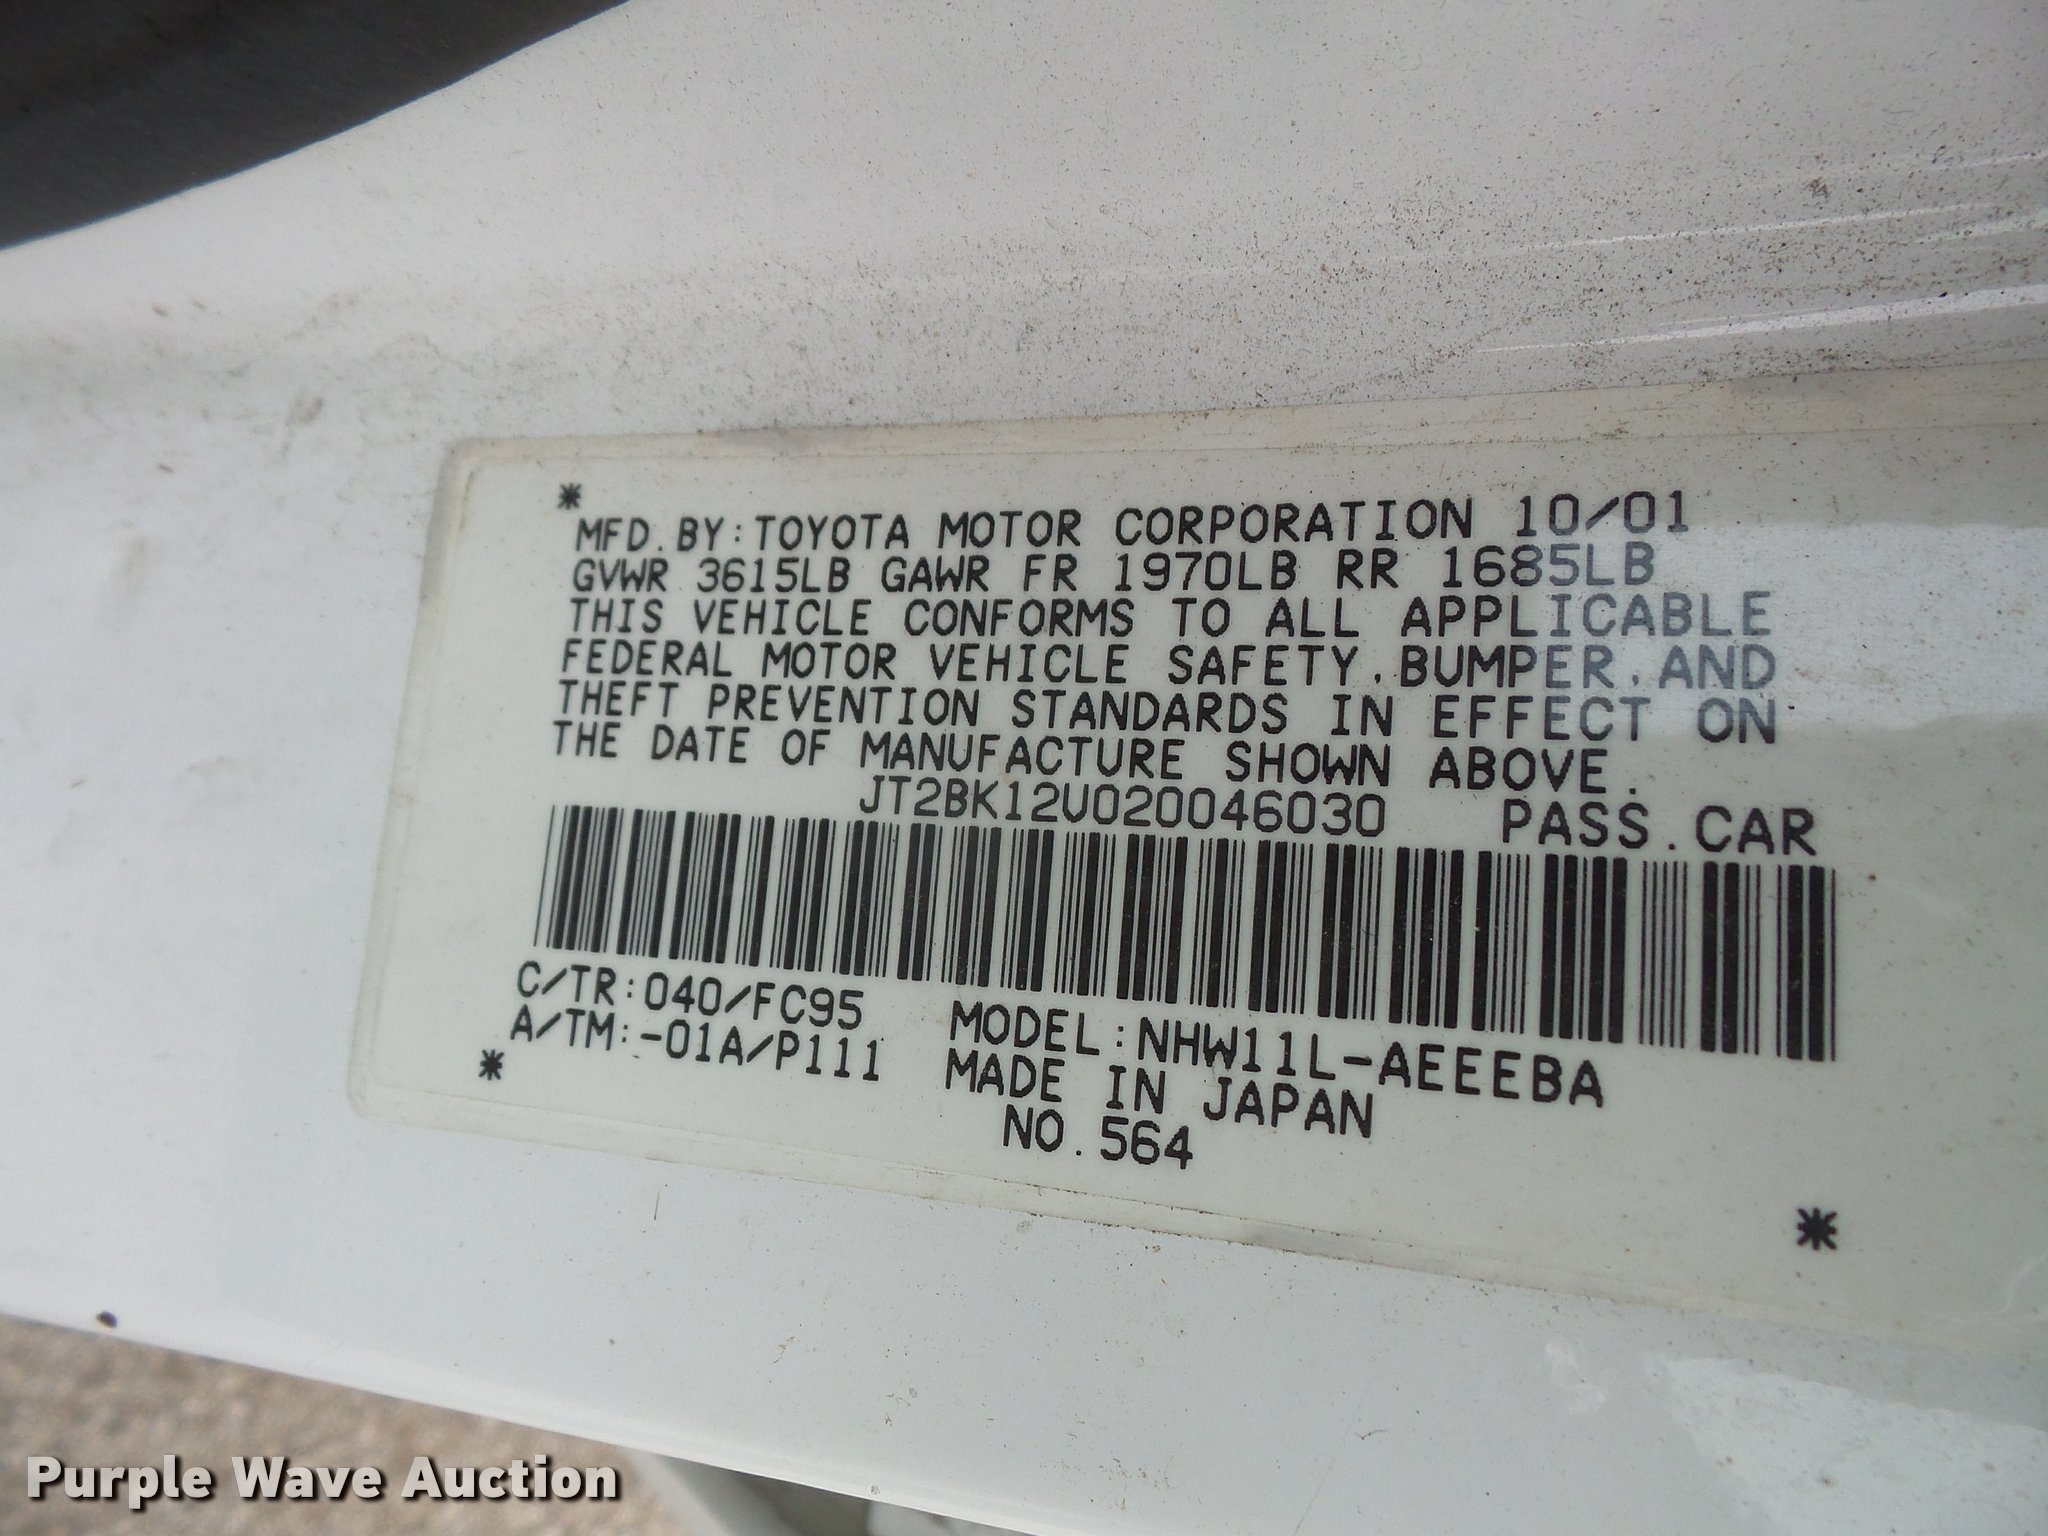 *
MFD.BY:TOYOTA MOTOR CORPORATION 10/01
GVWR 3615LB GAWR FR 1970LB RR 1685LB
THIS VEHICLE CONFORMS TO ALL APPLICABLE
FEDERAL MOTOR VEHICLE SAFETY,BUMPER,AND
THEFT PREVENTION STANDARDS IN EFFECT ON
THE DATE OF MANUFACTURE SHOWN ABOVE.
JT2BK12U020046030 PASS.CAR
C/TR:040/FC95
A/TM:-01A/P111
MODEL:NHW11L-AEEEBA
MADE IN JAPAN
NO.564
*
*
Purple Wave Auction